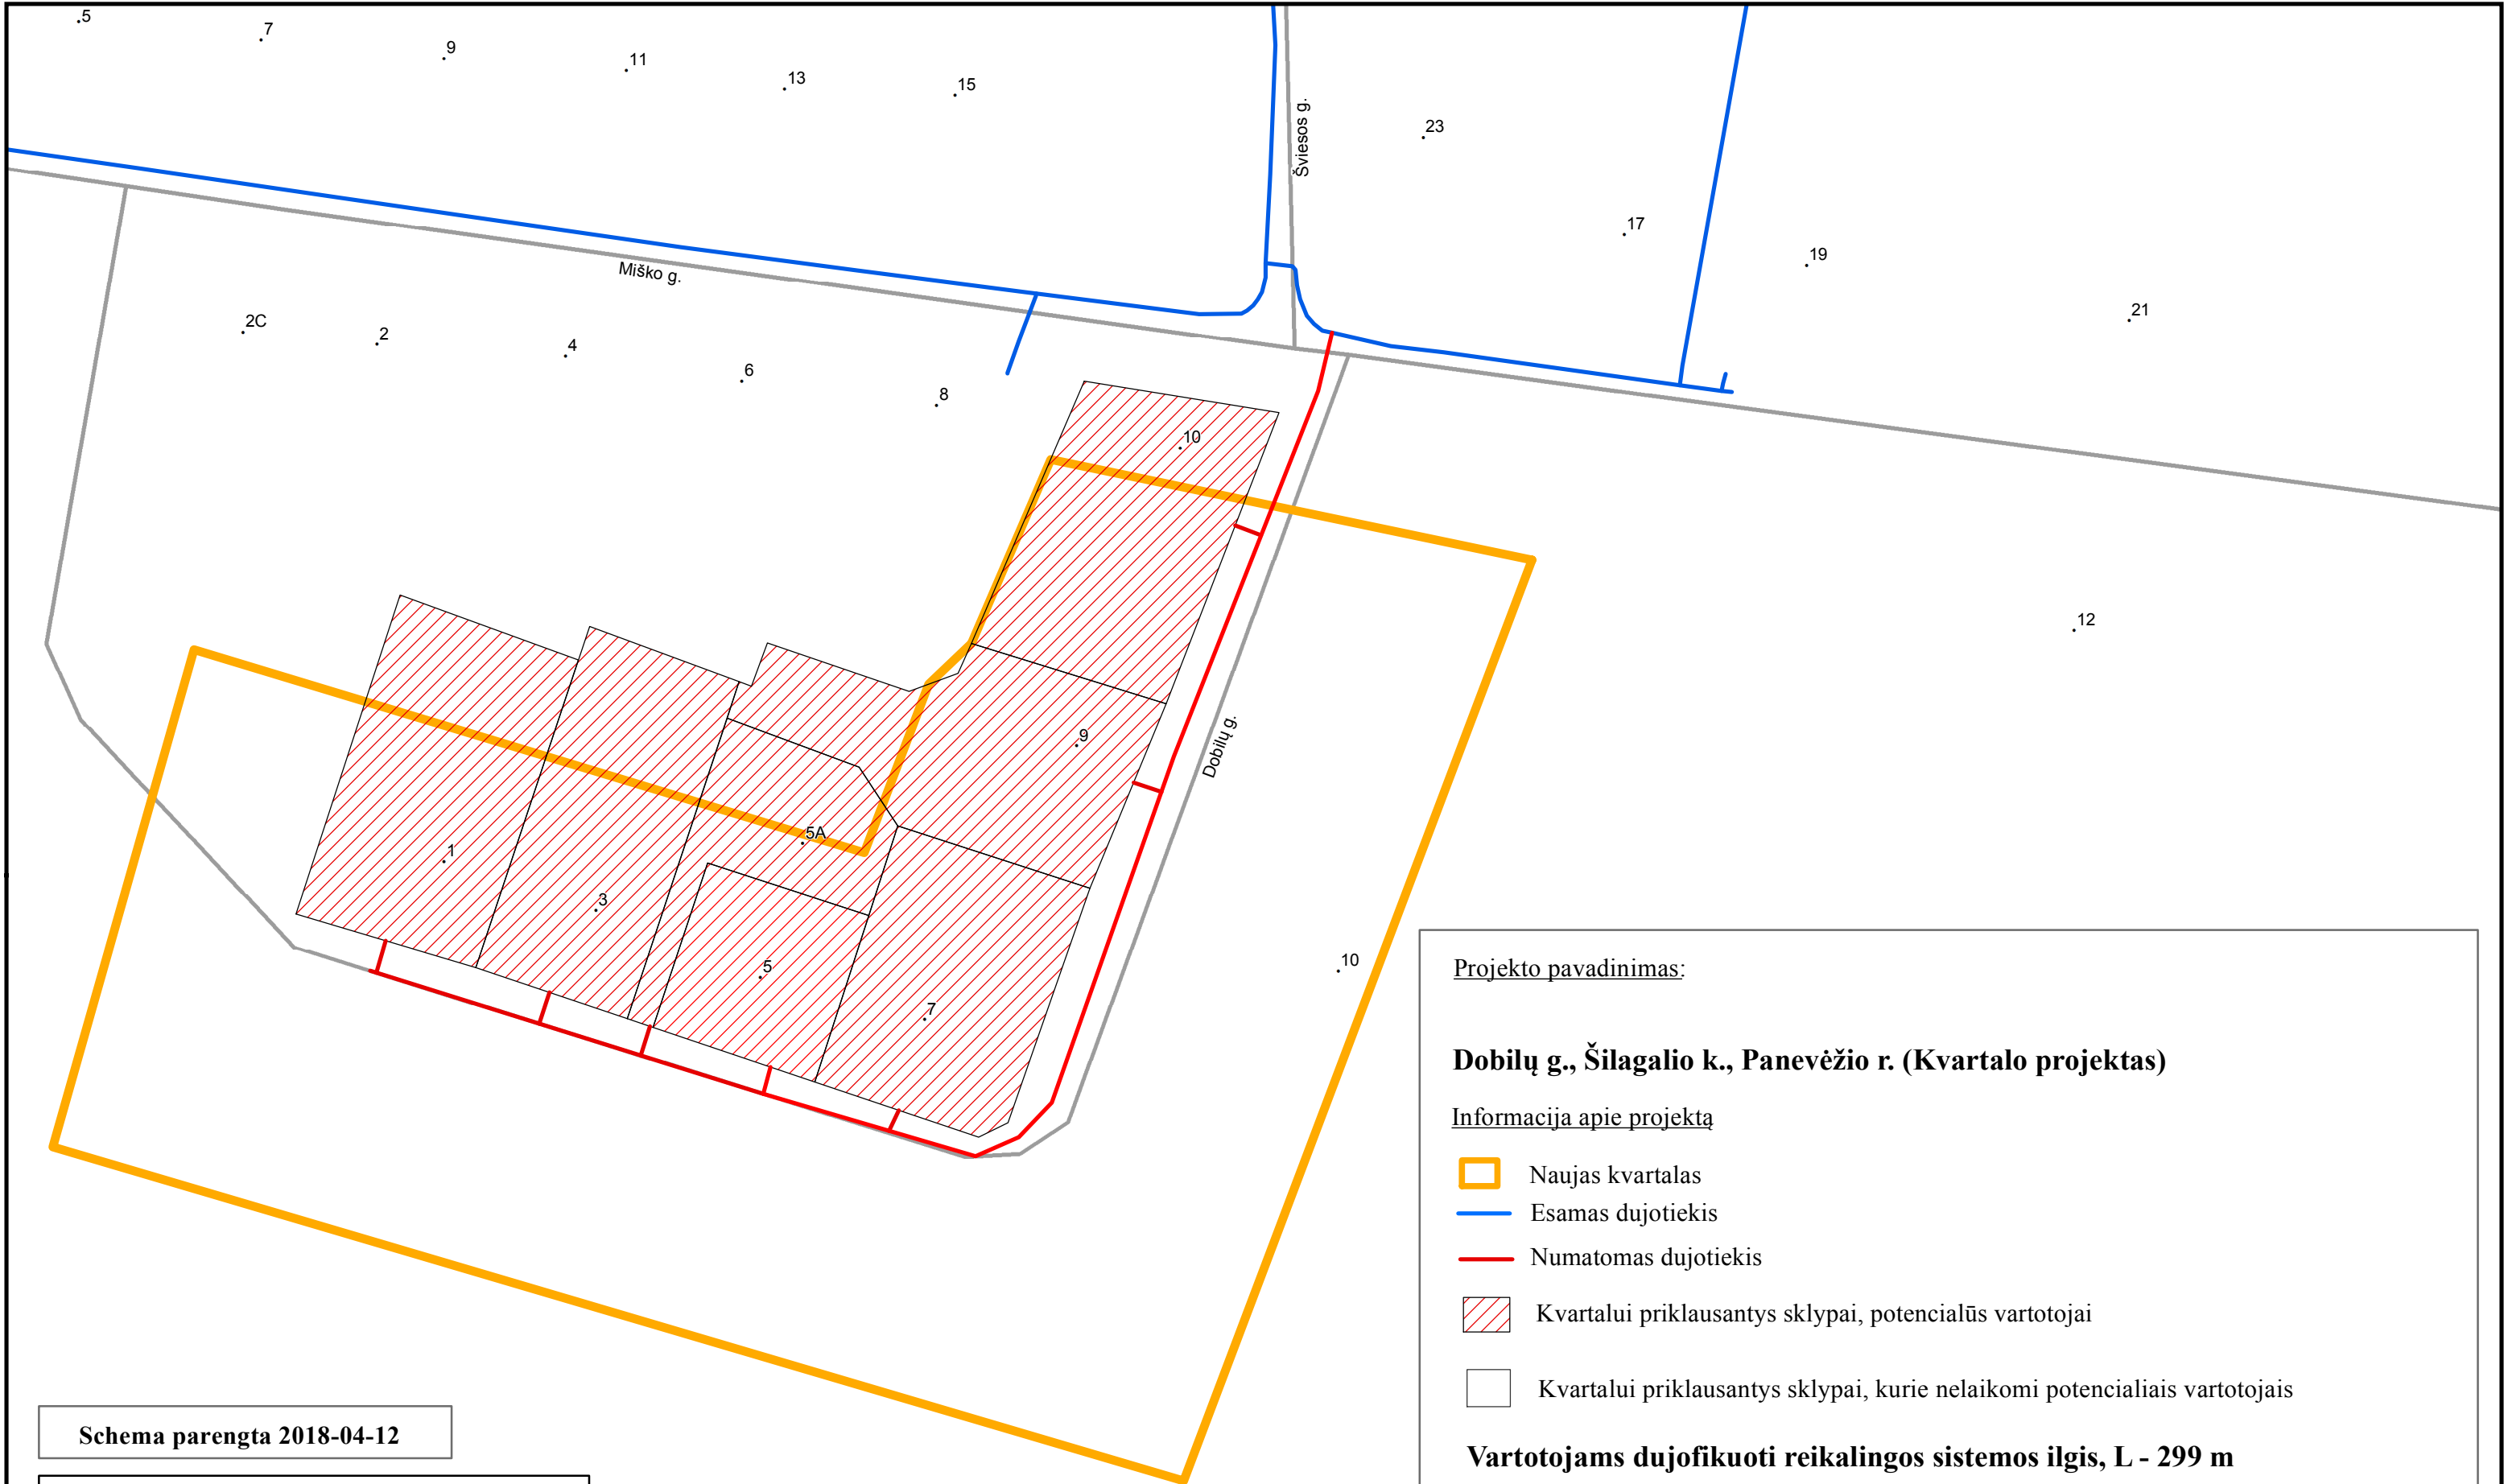 5
7
9
11
13
15
Šviesos g.
23
17
19
21
Miško g.
2C
2
4
6
8
10
12
9
Dobilų g.
5A
1
3
5
7
10
Projekto pavadinimas:
Dobilų g., Šilagalio k., Panevėžio r. (Kvartalo projektas)
Informacija apie projektą
Naujas kvartalas
Esamas dujotiekis
Numatomas dujotiekis
Kvartalui priklausantys sklypai, potencialūs vartotojai
Kvartalui priklausantys sklypai, kurie nelaikomi potencialiais vartotojais
Vartotojams dujofikuoti reikalingos sistemos ilgis, L - 299 m
Schema parengta 2018-04-12